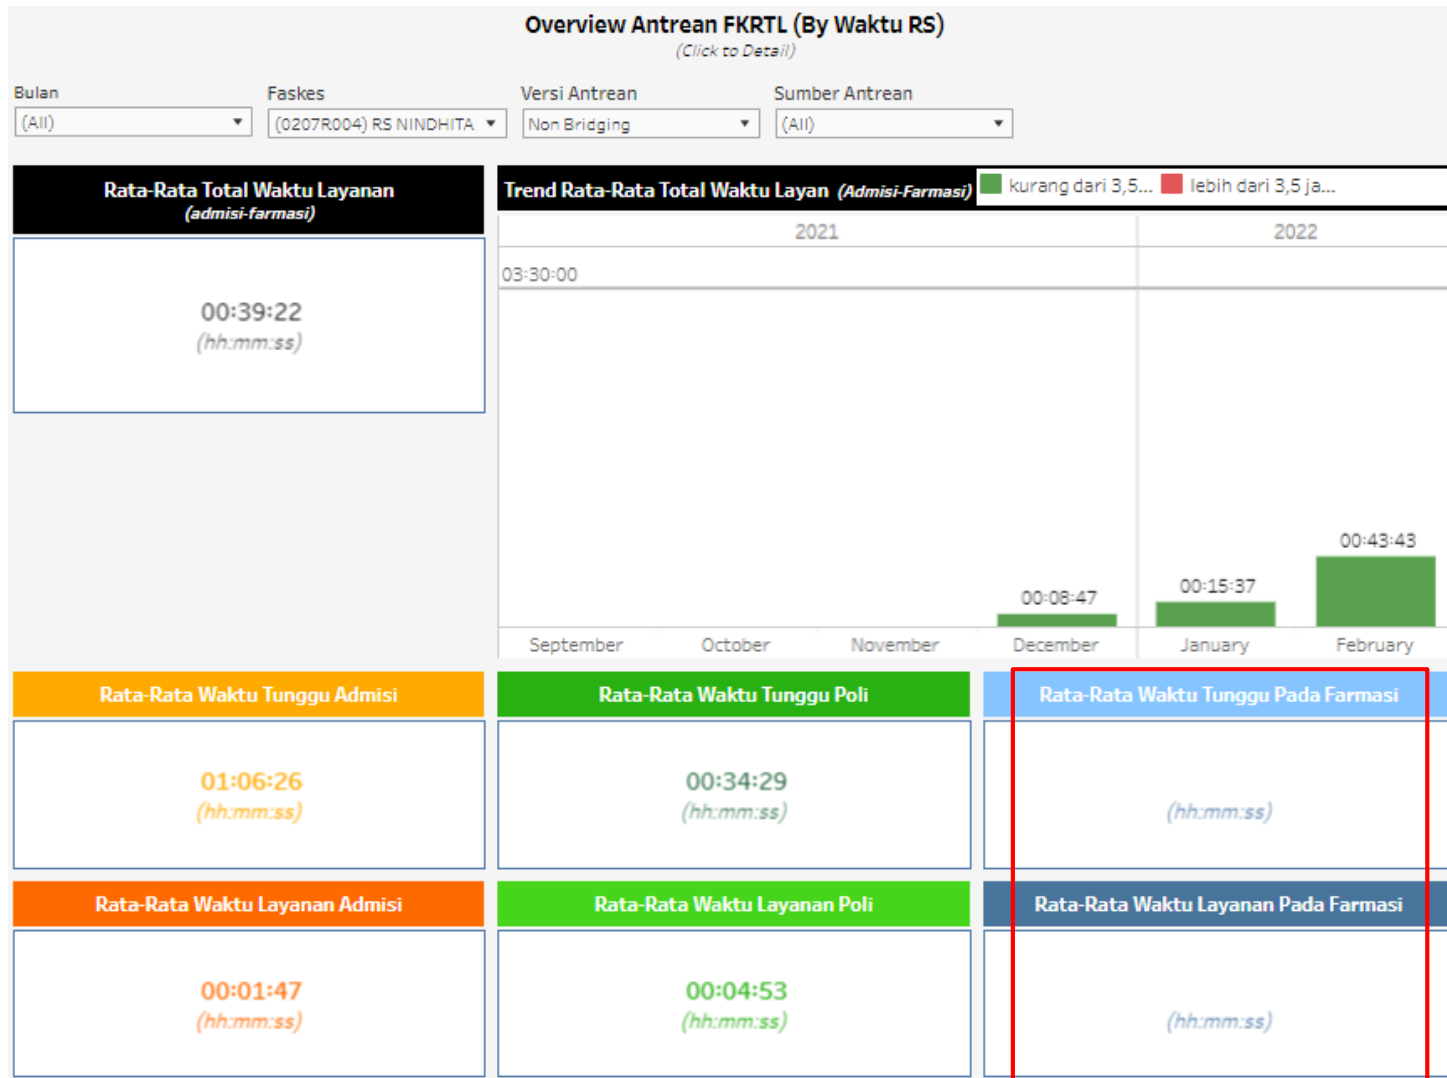 Overview Antrean FKRTL (By Waktu RS)
(Click to Detail)
Bulan
Faskes
Versi Antrean
Sumber Antrean
(All)
(0207R004) RS NINDHITA
Non Bridging
(All)
Rata-Rata Total Waktu Layanan
(admisi-farmasi)
Trend Rata-Rata Total Waktu Layan (Admisi-Farmasi)
kurang dari 3,5...
lebih dari 3,5 ja...
2021
2022
03:30:00
00:39:22
(hh:mm:ss)
00:08:47
00:15:37
00:43:43
September
October
November
December
January
February
Rata-Rata Waktu Tunggu Admisi
Rata-Rata Waktu Tunggu Poli
Rata-Rata Waktu Tunggu Pada Farmasi
01:06:26
(hh:mm:ss)
00:34:29
(hh:mm:ss)
(hh:mm:ss)
Rata-Rata Waktu Layanan Admisi
Rata-Rata Waktu Layanan Poli
Rata-Rata Waktu Layanan Pada Farmasi
00:01:47
(hh:mm:ss)
00:04:53
(hh:mm:ss)
(hh:mm:ss)